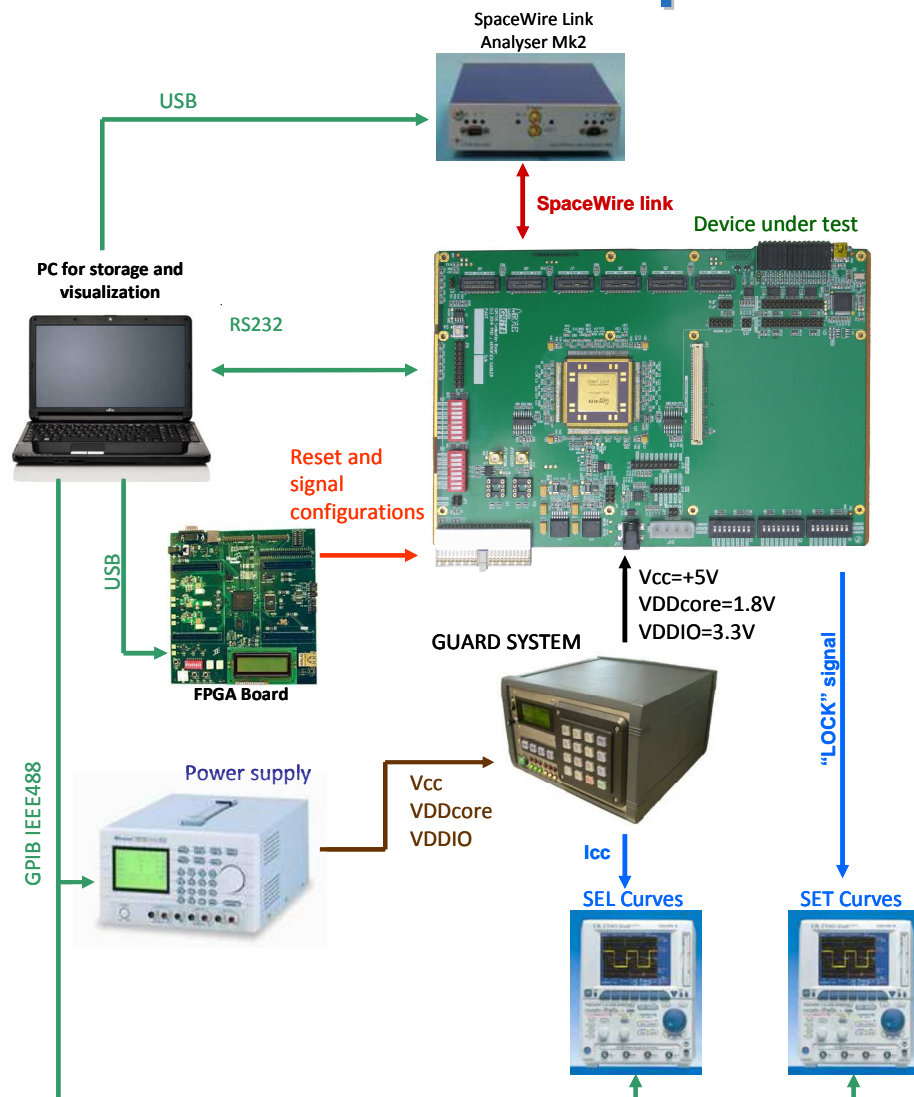 SpaceWire Link
Analyser Mk2
USB
SpaceWire link
Device under test
PC for storage and
visualization
RS232
Reset and
signal
configurations
USB
FPGA Board
Vcc=+5V
VDDcore=1.8V
VDDIO=3.3V
GUARD SYSTEM
"LOCK" signal
Power supply
Vcc
VDDcore
VDDIO
GPIB IEEE488
Icc
SEL Curves
SET Curves